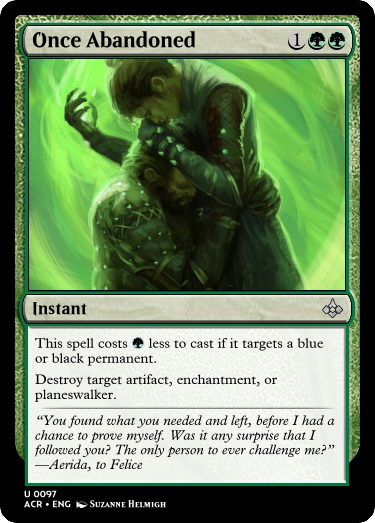 Once Abandoned 1
Instant
This spell costs less to cast if it targets a blue
or black permanent.
Destroy target artifact, enchantment, or
planeswalker.
“You found what you needed and left, before I had a
chance to prove myself. Was it any surprise that I
followed you? The only person to ever challenge me?”
—Aerida, to Felice
U 0097
ACR • ENG Suzanne Helmigh